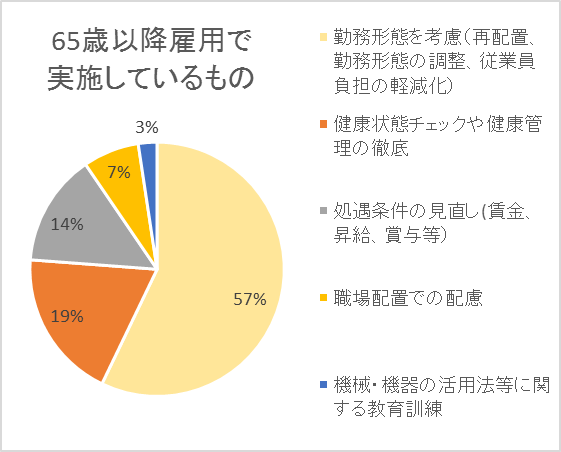 65歳以降雇用で
実施しているもの
3%
7%
14%
19%
57%
勤務形態を考慮（再配置、
勤務形態の調整、従業員
負担の軽減化）
健康状態チェックや健康管
理の徹底
処遇条件の見直し(賃金、
昇給、賞与等）
職場配置での配慮
機械・機器の活用法等に関
する教育訓練